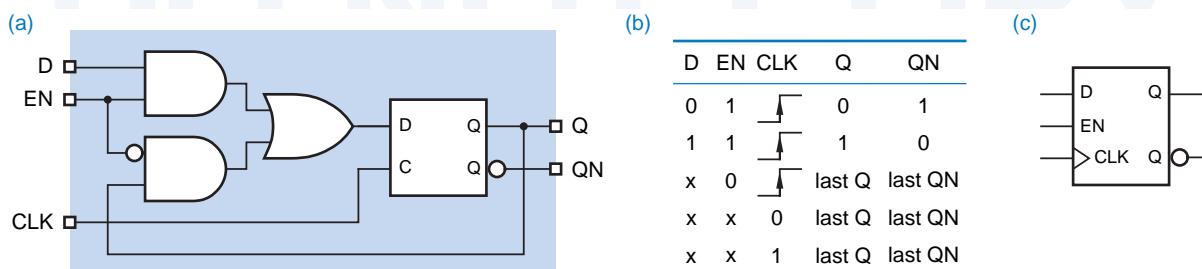 (a)
D
EN
CLK
D Q
C Q
Q
QN
(b)
D EN CLK Q QN
0 1 0 1
1 1 1 0
x 0 last Q last QN
x x 0 last Q last QN
x x 1 last Q last QN
(c)
D Q
EN
CLK Q